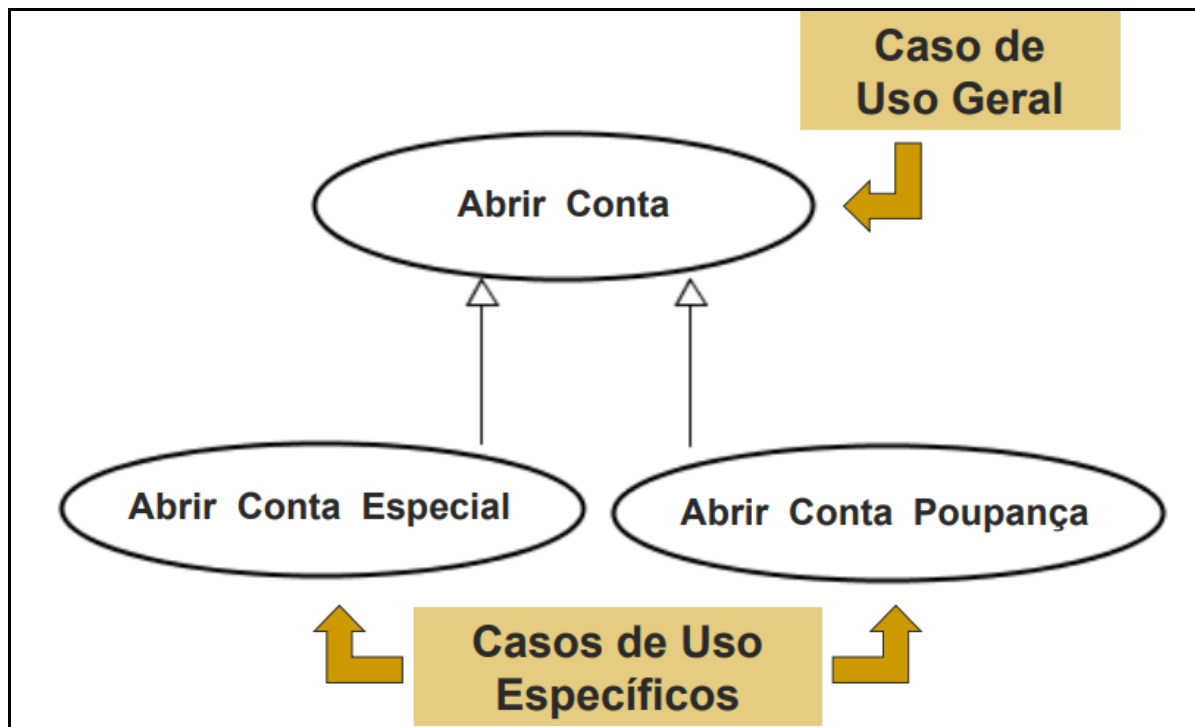 Caso de
Uso Geral
Abrir Conta
Abrir Conta Especial
Abrir Conta Poupança
Casos de Uso
Específicos